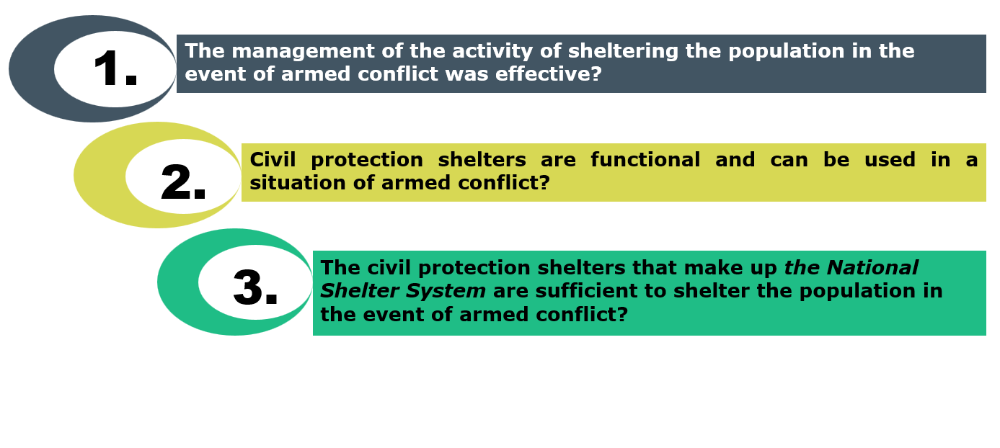 1.
The management of the activity of sheltering the population in the
event of armed conflict was effective?
2.
Civil protection shelters are functional and can be used in a
situation of armed conflict?
3.
The civil protection shelters that make up the National
Shelter System are sufficient to shelter the population in
the event of armed conflict?